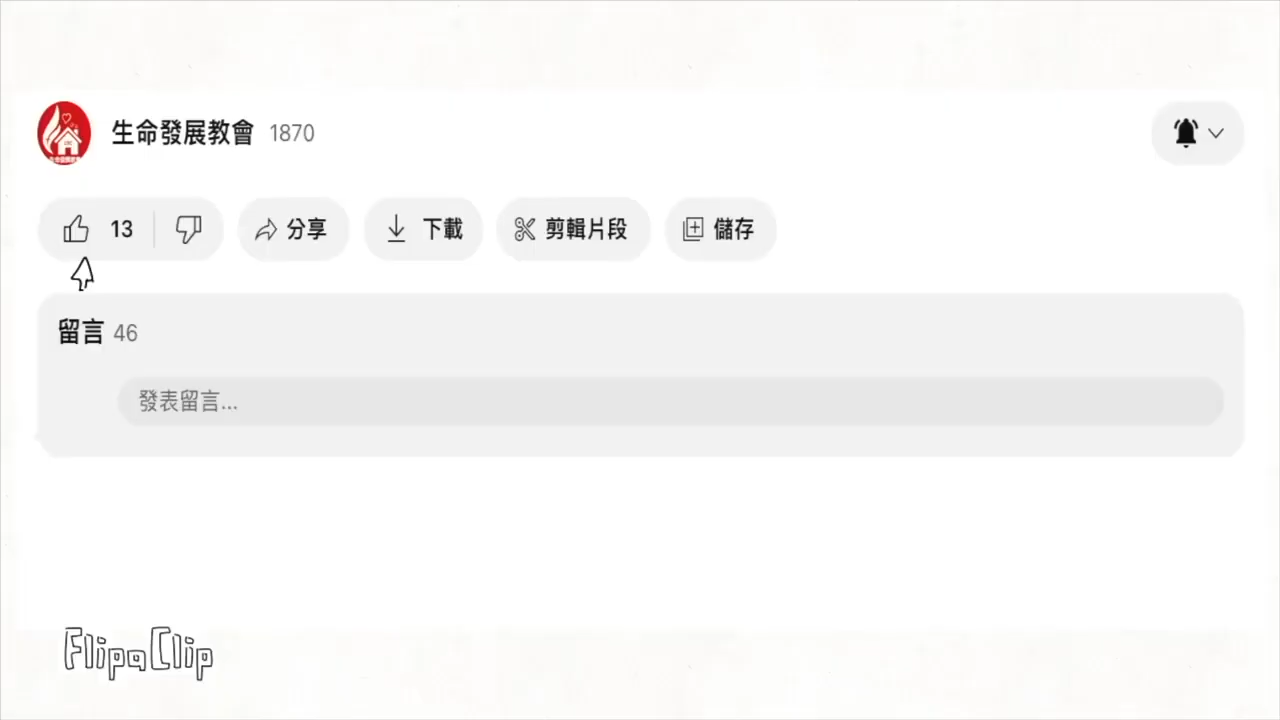 生命發展教會 1870
13 分享 下載 剪輯片段 儲存
留言 46
發表留言...
FlipaClip